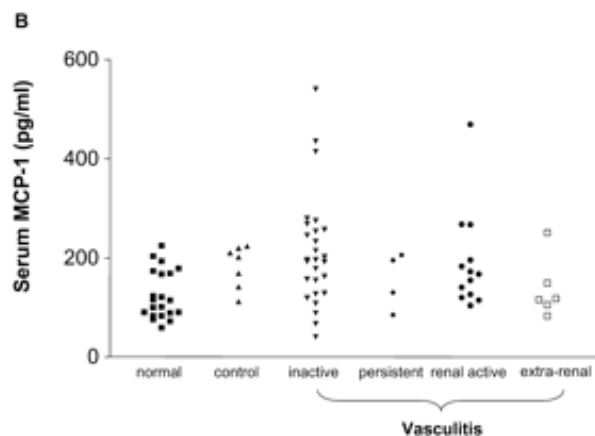 B
Serum MCP-1 (pg/ml)
600
400
200
0
normal control inactive persistent renal active extra-renal
Vasculitis